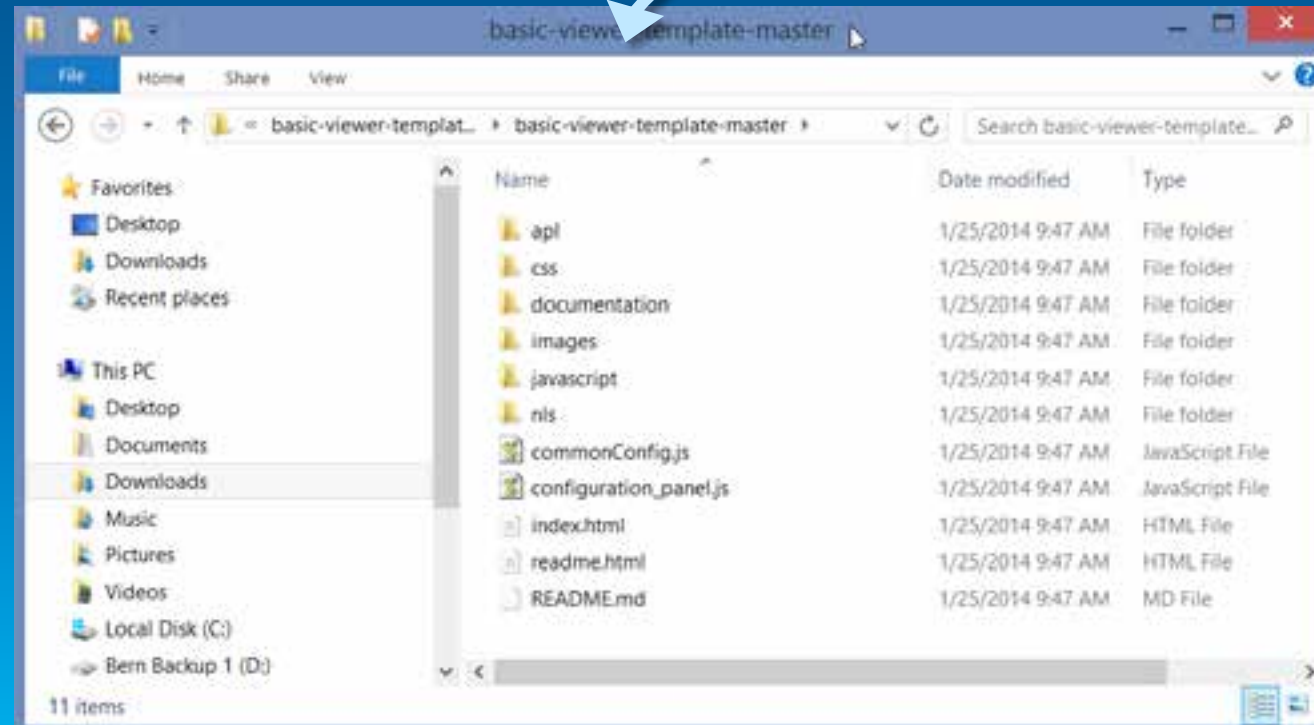 basic-viewer-template-master
File Home Share View
« basic-viewer-templat... ▸ basic-viewer-template-master ▸ Search basic-viewer-template...
Favorites
Desktop
Downloads
Recent places
This PC
Desktop
Documents
Downloads
Music
Pictures
Videos
Local Disk (C:)
Bern Backup 1 (D:)
Name Date modified Type
apl 1/25/2014 9:47 AM File folder
css 1/25/2014 9:47 AM File folder
documentation 1/25/2014 9:47 AM File folder
images 1/25/2014 9:47 AM File folder
javascript 1/25/2014 9:47 AM File folder
nls 1/25/2014 9:47 AM File folder
commonConfig.js 1/25/2014 9:47 AM JavaScript File
configuration_panel.js 1/25/2014 9:47 AM JavaScript File
index.html 1/25/2014 9:47 AM HTML File
readme.html 1/25/2014 9:47 AM HTML File
README.md 1/25/2014 9:47 AM MD File
11 items